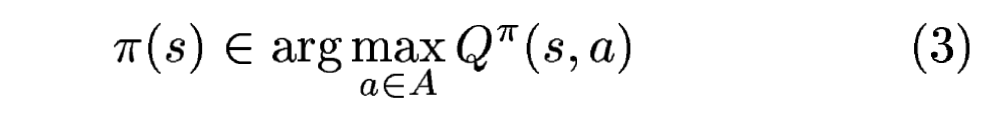 π(s) ∈ arg max_{a∈A} Q^π(s, a) (3)